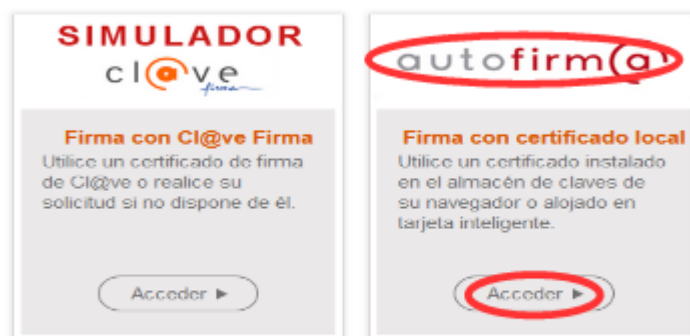 SIMULADOR
cl@ve
firma
Firma con Cl@ve Firma
Utilice un certificado de firma
de Cl@ve o realice su
solicitud si no dispone de él.
Acceder ►
autofirm@
Firma con certificado local
Utilice un certificado instalado
en el almacén de claves de
su navegador o alojado en
tarjeta inteligente.
Acceder ►